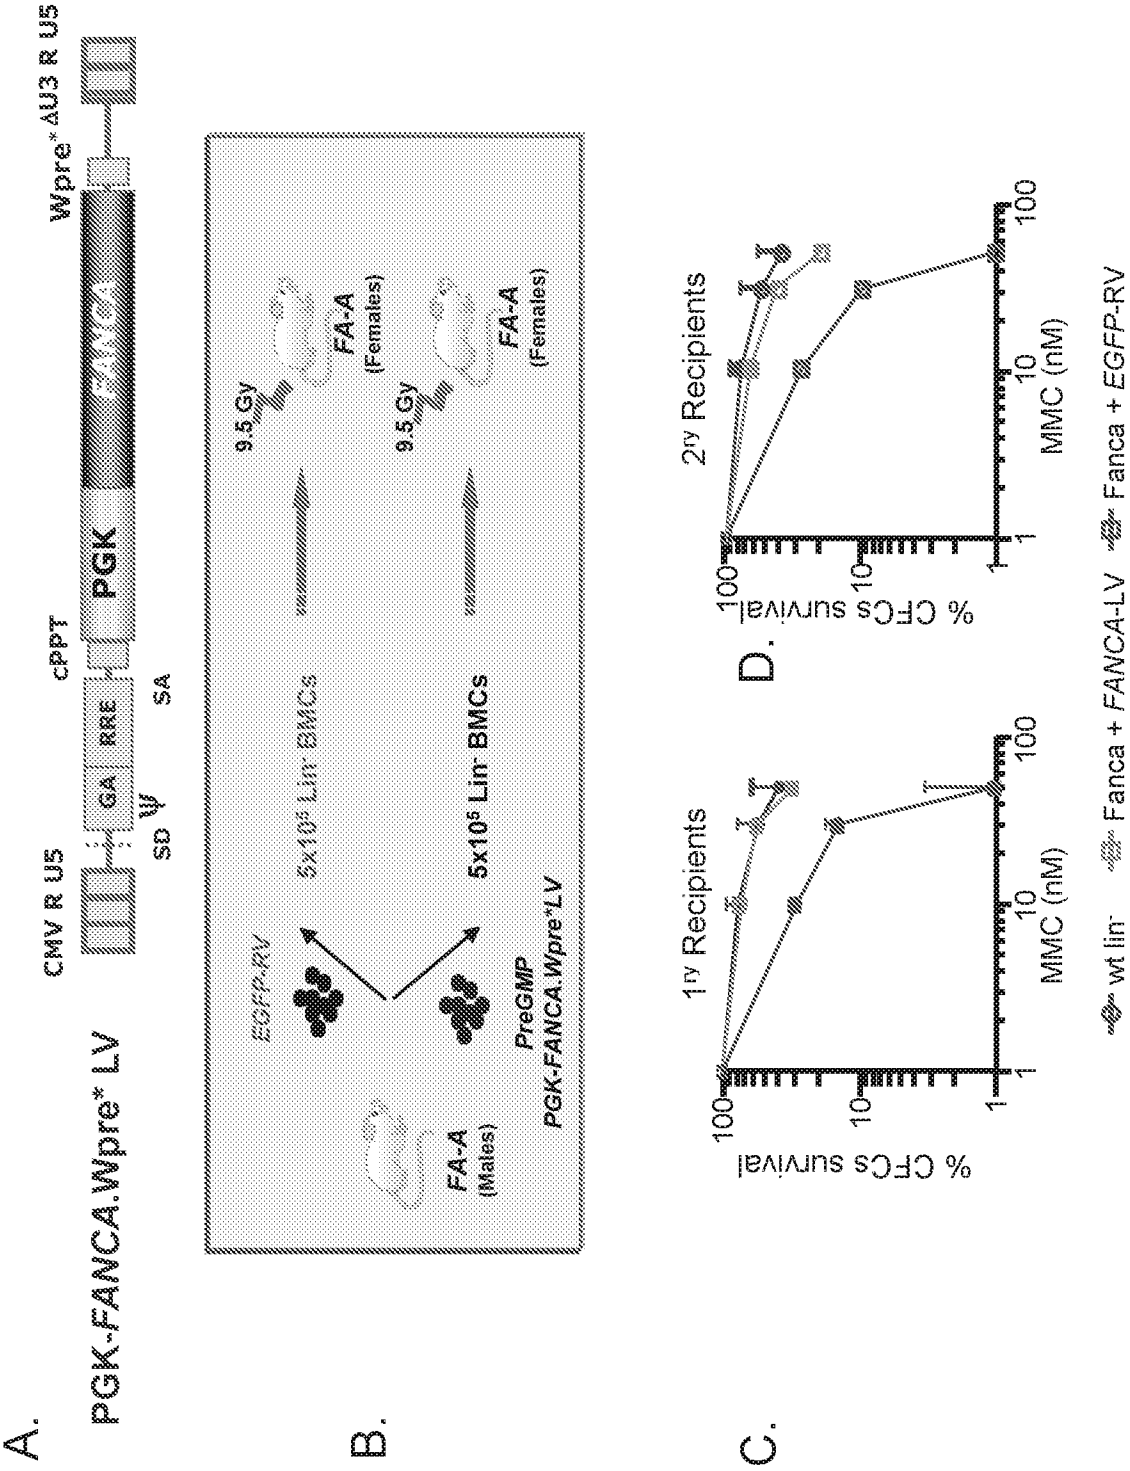 A.
PGK-FANCA.Wpre* LV
CMV R U5
cPPT
Wpre* ΔU3 R U5
GA
RRE
PGK
FANCA
SD
Ψ
SA
B.
FA-A
(Males)
EGFP-RV
5x10⁵ Lin⁻ BMCs
9.5 Gy
FA-A
(Females)
PreGMP
PGK-FANCA.Wpre*LV
5x10⁵ Lin⁻ BMCs
9.5 Gy
FA-A
(Females)
C.
1ry Recipients
% CFCs survival
100
10
1
1
10
100
MMC (nM)
D.
2ry Recipients
% CFCs survival
100
10
1
1
10
100
MMC (nM)
wt lin⁻
Fanca + FANCA-LV
Fanca + EGFP-RV